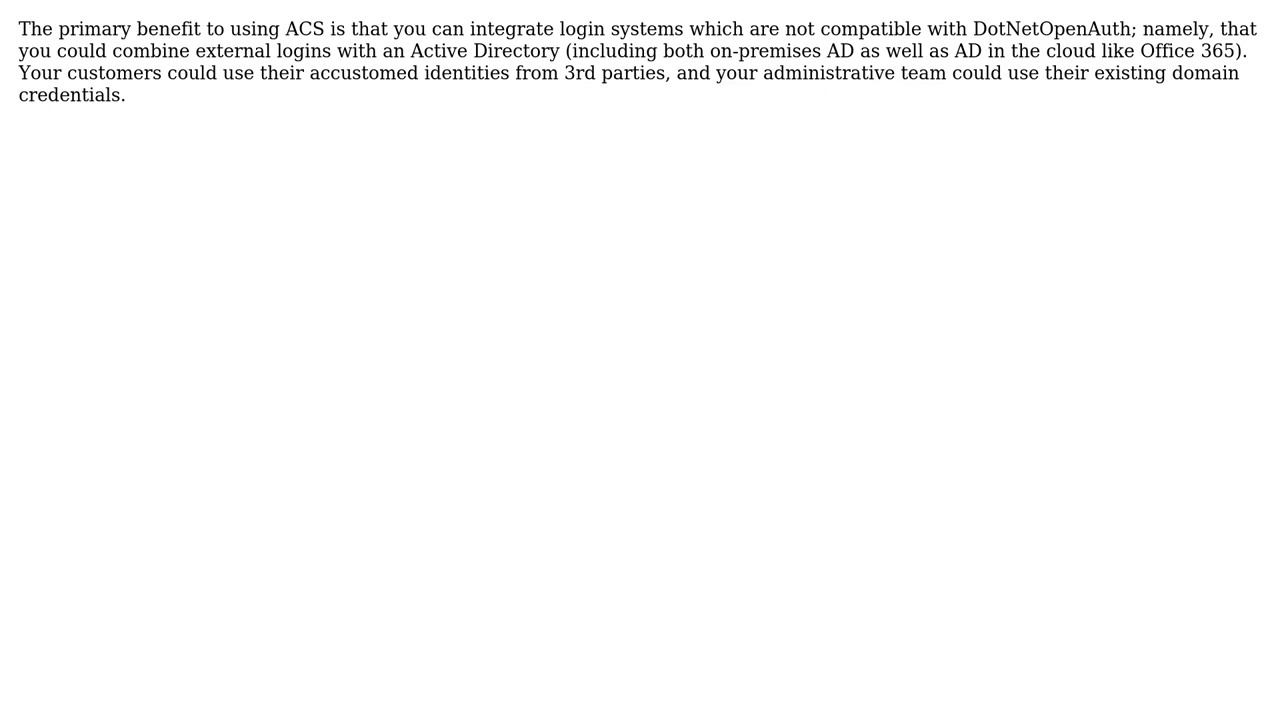 The primary benefit to using ACS is that you can integrate login systems which are not compatible with DotNetOpenAuth; namely, that
you could combine external logins with an Active Directory (including both on-premises AD as well as AD in the cloud like Office 365).
Your customers could use their accustomed identities from 3rd parties, and your administrative team could use their existing domain
credentials.